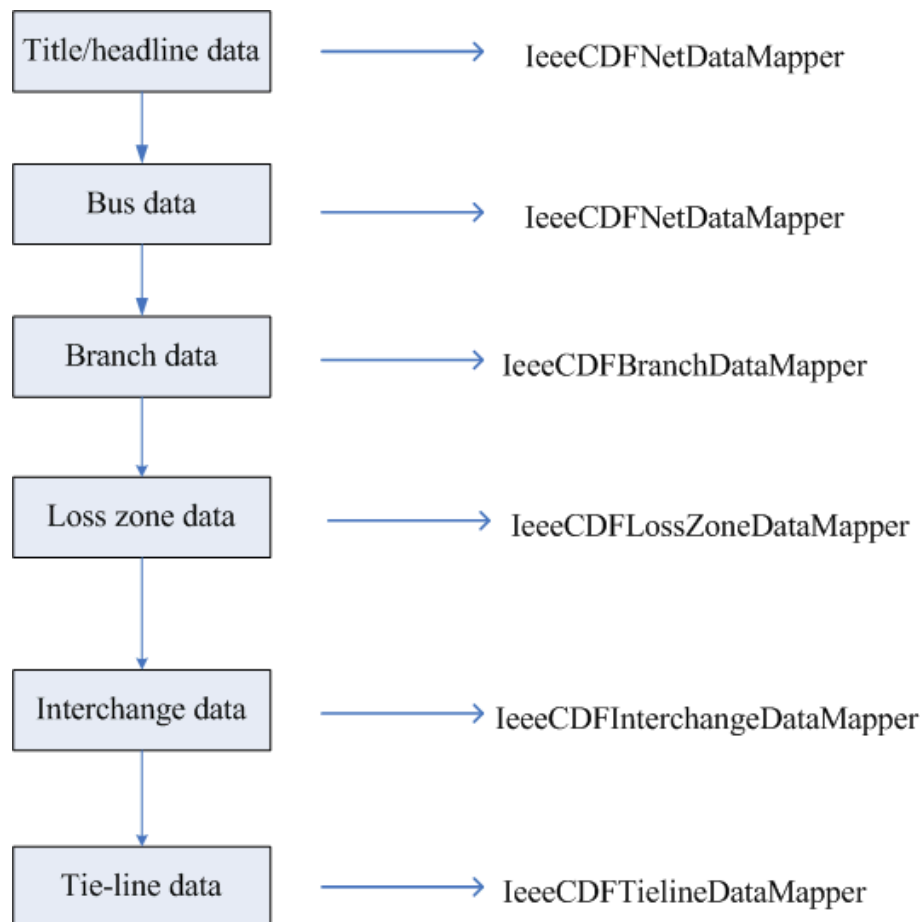 Title/headline data
IeeeCDFNetDataMapper
Bus data
IeeeCDFNetDataMapper
Branch data
IeeeCDFBranchDataMapper
Loss zone data
IeeeCDFLossZoneDataMapper
Interchange data
IeeeCDFInterchangeDataMapper
Tie-line data
IeeeCDFTielineDataMapper